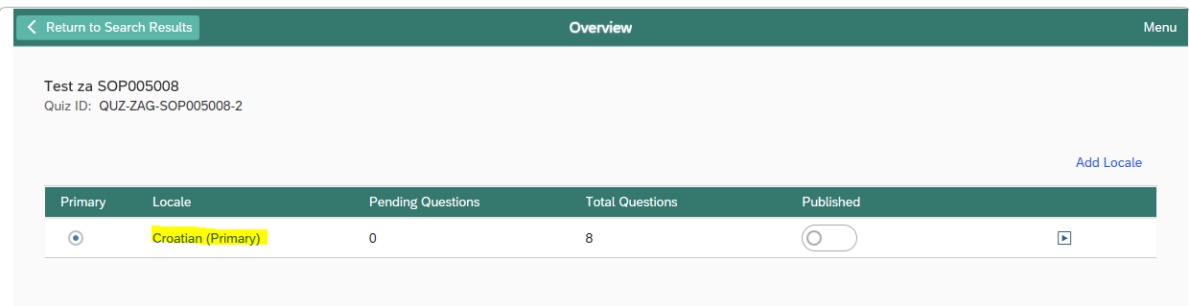 Return to Search Results Overview Menu
Test za SOP005008
Quiz ID: QUZ-ZAG-SOP005008-2
Add Locale
Primary Locale Pending Questions Total Questions Published
Croatian (Primary) 0 8